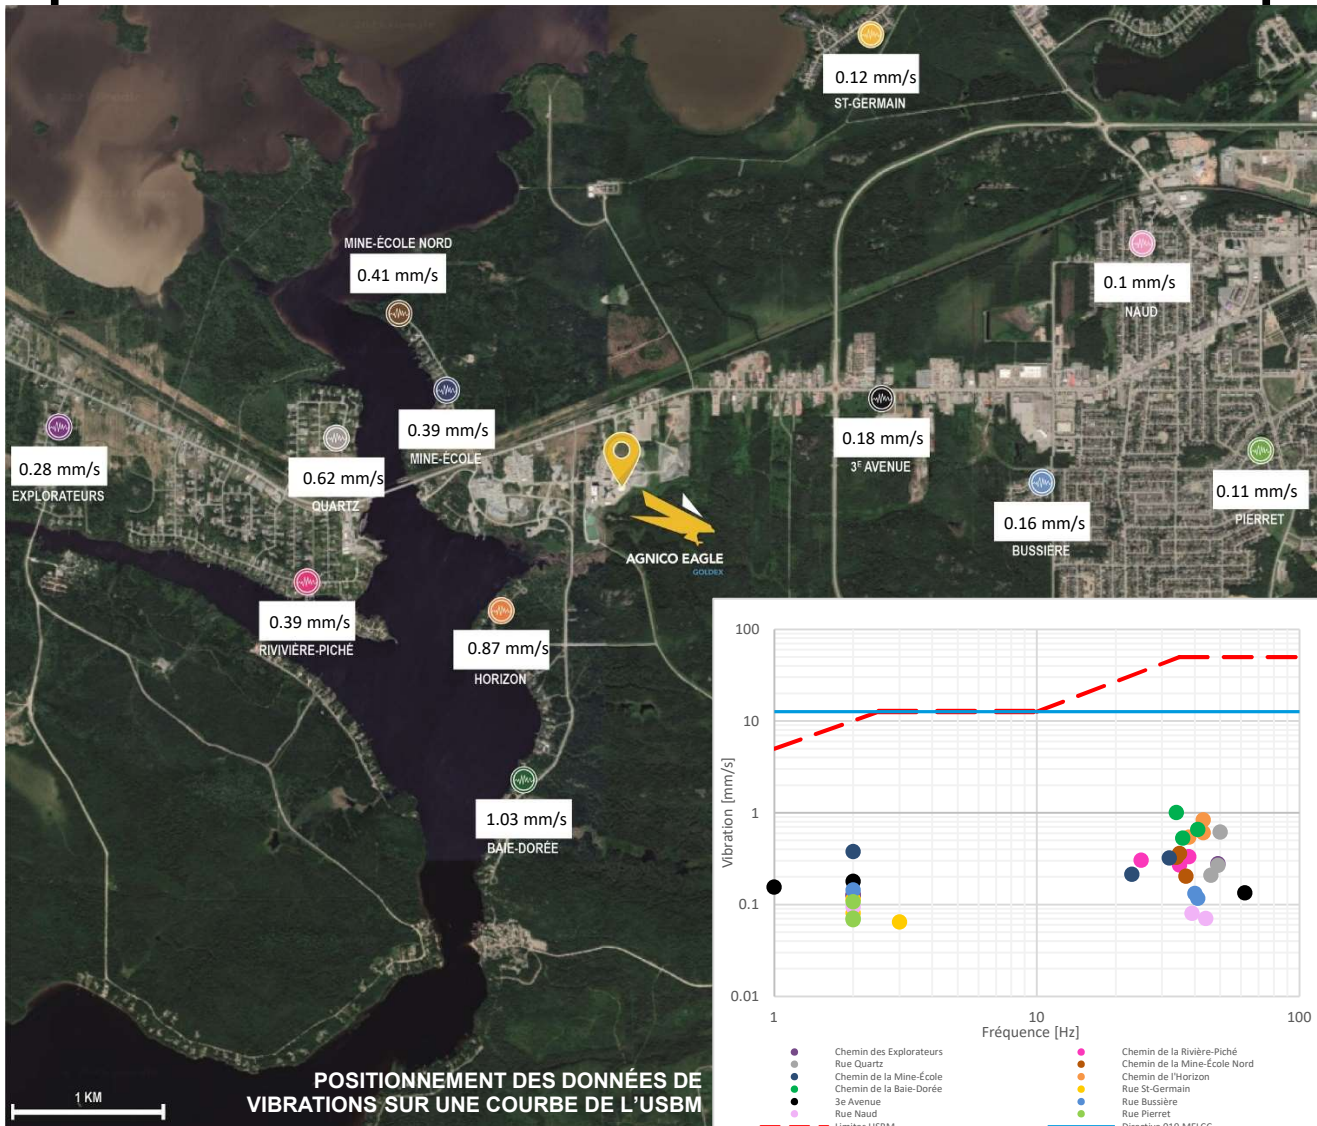 0.12 mm/s
ST-GERMAIN
MINE-ÉCOLE NORD
0.41 mm/s
0.1 mm/s
NAUD
0.39 mm/s
MINE-ÉCOLE
0.28 mm/s
EXPLORATEURS
0.62 mm/s
QUARTZ
0.18 mm/s
3E AVENUE
0.11 mm/s
PIERRET
0.16 mm/s
BUSSIÈRE
AGNICO EAGLE
GOLDEX
0.39 mm/s
RIVIVIÈRE-PICHÉ
0.87 mm/s
HORIZON
1.03 mm/s
BAIE-DORÉE
1 KM
POSITIONNEMENT DES DONNÉES DE
VIBRATIONS SUR UNE COURBE DE L'USBM
100
10
1
0.1
0.01
Vibration [mm/s]
1 10 100
Fréquence [Hz]
Chemin des Explorateurs
Chemin de la Rivière-Piché
Rue Quartz
Chemin de la Mine-École Nord
Chemin de la Mine-École
Chemin de l'Horizon
Chemin de la Baie-Dorée
Rue St-Germain
3e Avenue
Rue Bussière
Rue Naud
Rue Pierret
Limites USBM
Directive 019 MELCC